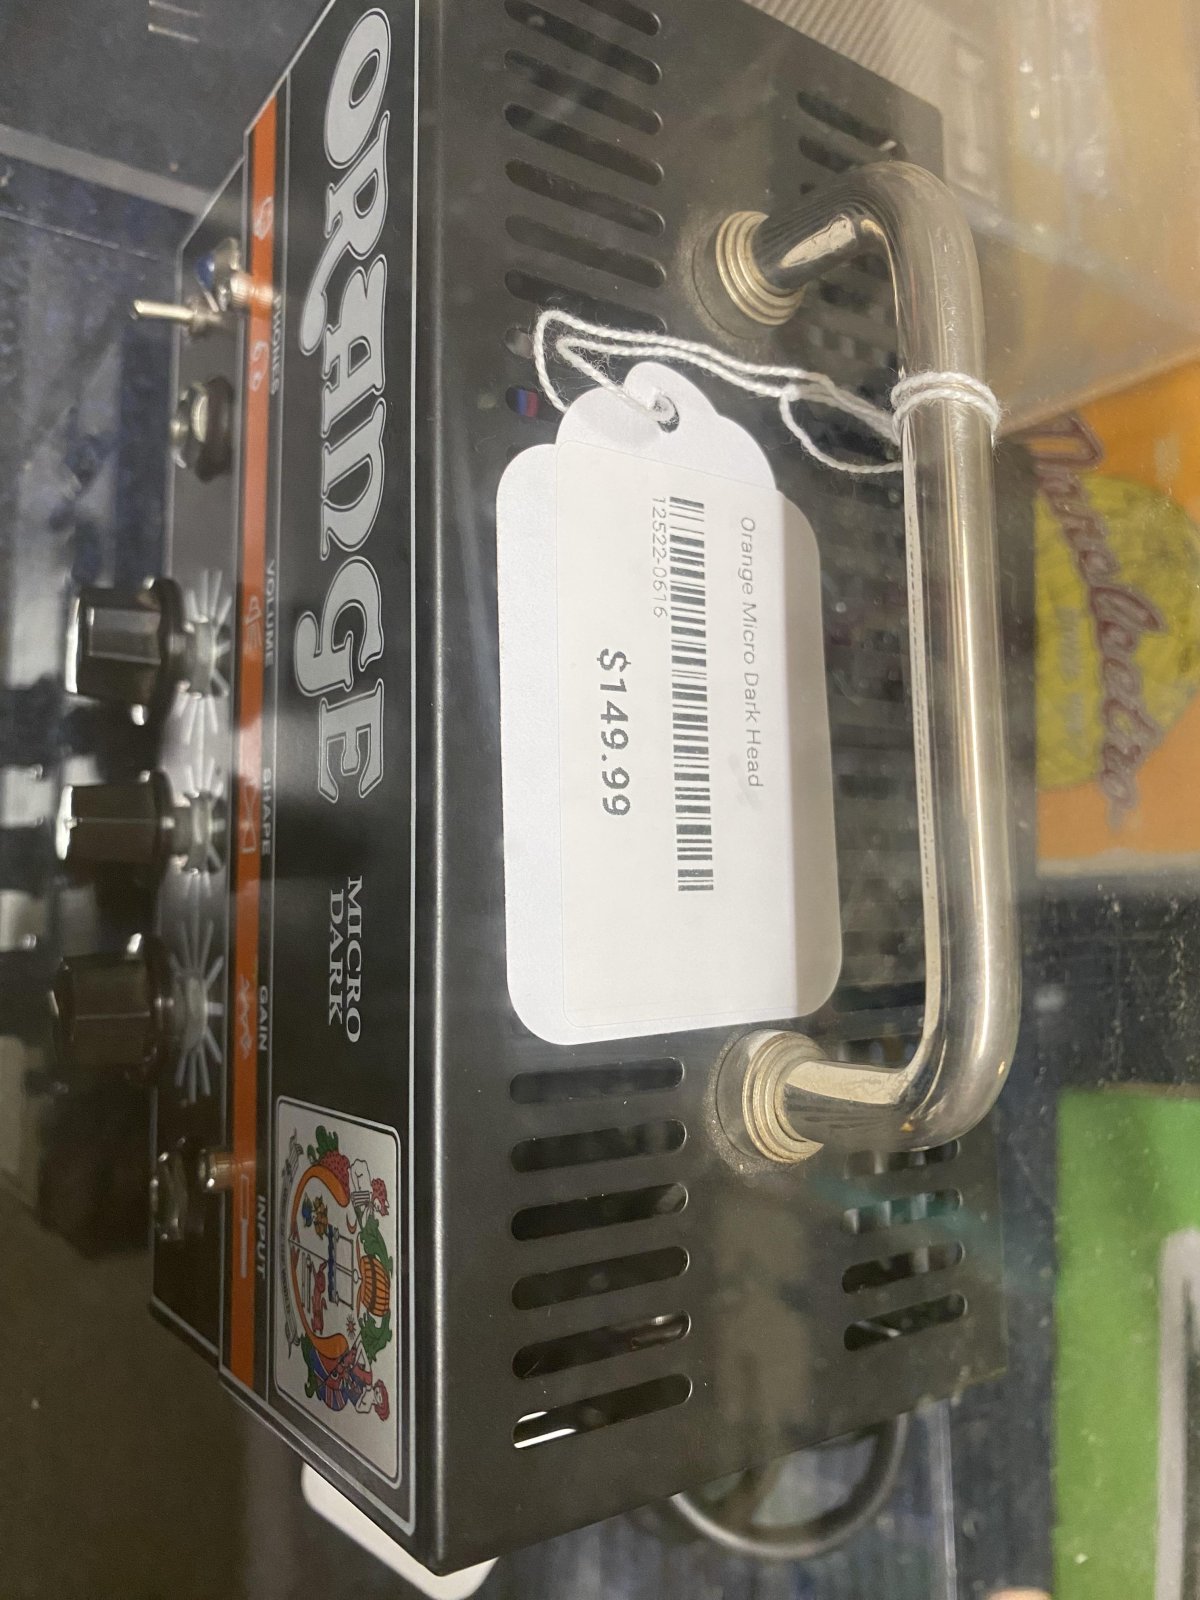 Orange Micro Dark Head
12522-0616
$149.99
ORANGE
MICRO
DARK
PHONES
VOLUME
SHAPE
GAIN
INPUT